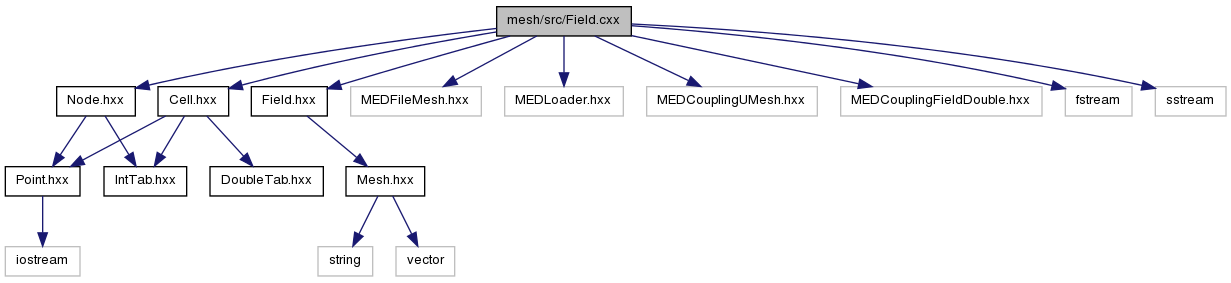 mesh/src/Field.cxx
Node.hxx
Cell.hxx
Field.hxx
MEDFileMesh.hxx
MEDLoader.hxx
MEDCouplingUMesh.hxx
MEDCouplingFieldDouble.hxx
fstream
sstream
Point.hxx
IntTab.hxx
DoubleTab.hxx
Mesh.hxx
iostream
string
vector